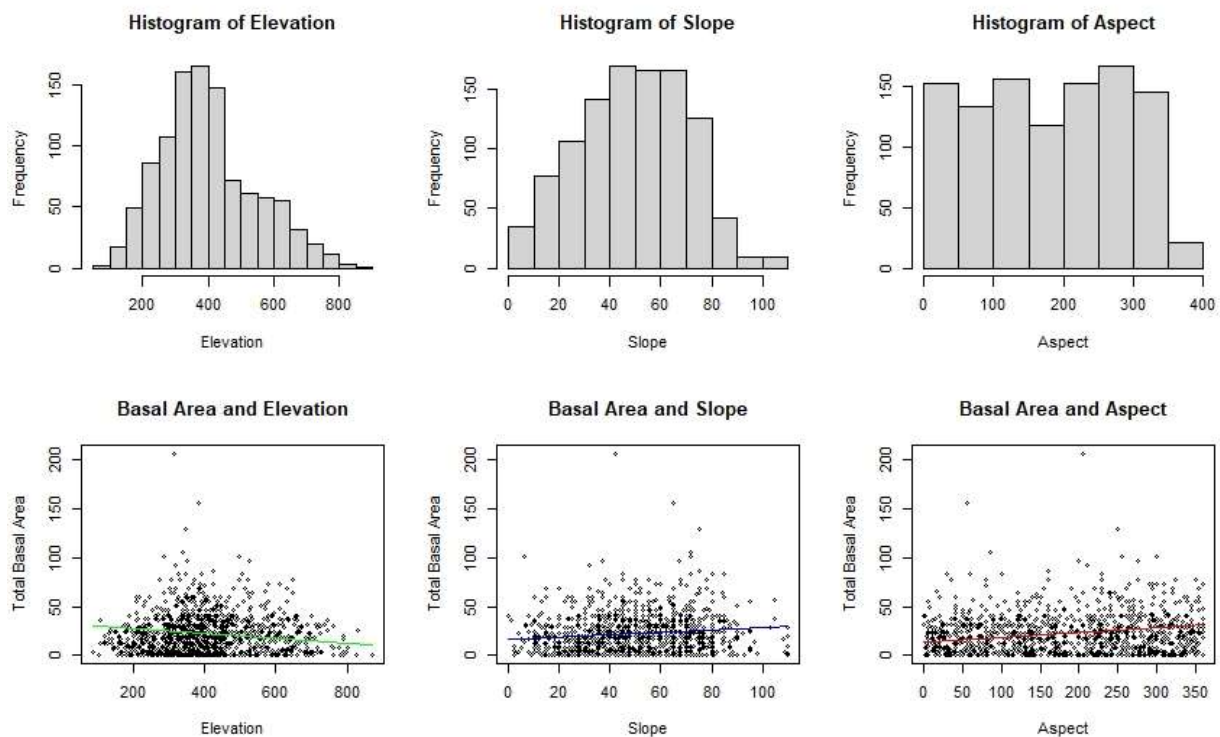 Histogram of Elevation
Frequency
0 50 100 150
200 400 600 800
Elevation
Histogram of Slope
Frequency
0 50 100 150
0 20 40 60 80 100
Slope
Histogram of Aspect
Frequency
0 50 100 150
0 100 200 300 400
Aspect
Basal Area and Elevation
Total Basal Area
0 50 100 150 200
200 400 600 800
Elevation
Basal Area and Slope
Total Basal Area
0 50 100 150 200
0 20 40 60 80 100
Slope
Basal Area and Aspect
Total Basal Area
0 50 100 150 200
0 50 100 150 200 250 300 350
Aspect